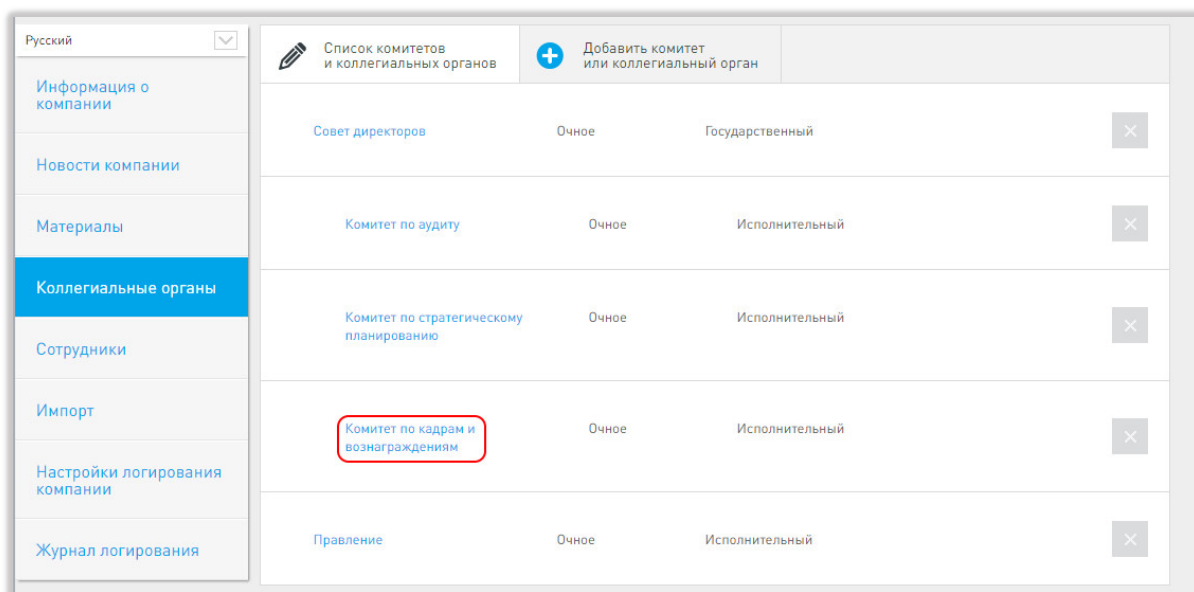 Русский
Информация о
компании
Новости компании
Материалы
Коллегиальные органы
Сотрудники
Импорт
Настройки логирования
компании
Журнал логирования
Список комитетов
и коллегиальных органов
Добавить комитет
или коллегиальный орган
Совет директоров Очное Государственный
Комитет по аудиту Очное Исполнительный
Комитет по стратегическому Очное Исполнительный
планированию
Комитет по кадрам и Очное Исполнительный
вознаграждениям
Правление Очное Исполнительный